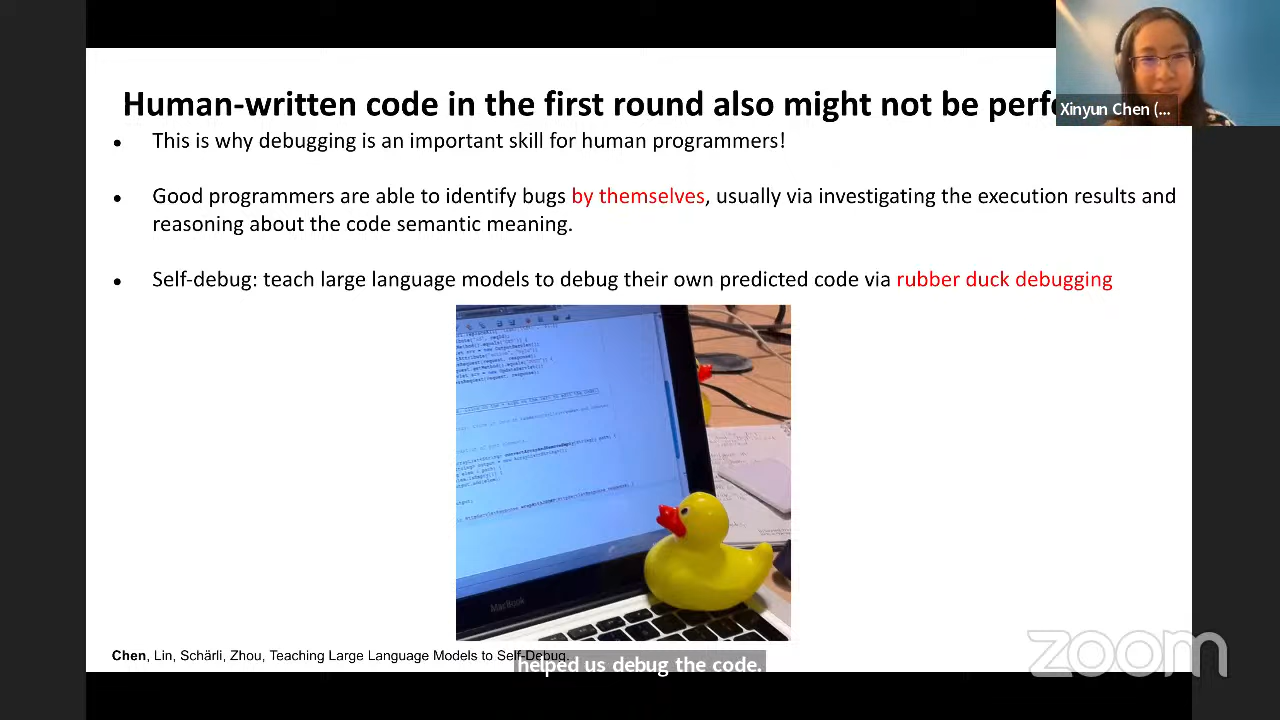 Human-written code in the first round also might not be perf
Xinyun Chen (...
• This is why debugging is an important skill for human programmers!
• Good programmers are able to identify bugs by themselves, usually via investigating the execution results and
reasoning about the code semantic meaning.
• Self-debug: teach large language models to debug their own predicted code via rubber duck debugging
MacBook
Chen, Lin, Schärli, Zhou, Teaching Large Language Models to Self-Debug.
helped us debug the code.
zoom